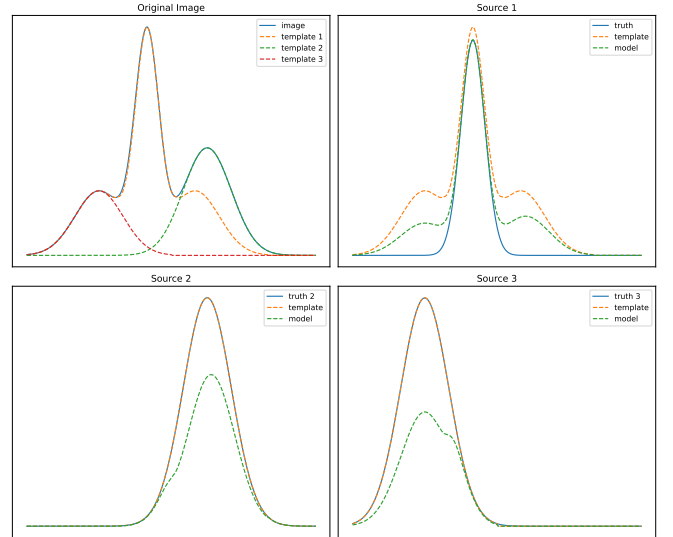 Original Image
image
template 1
template 2
template 3
Source 1
truth
template
model
Source 2
truth 2
template
model
Source 3
truth 3
template
model